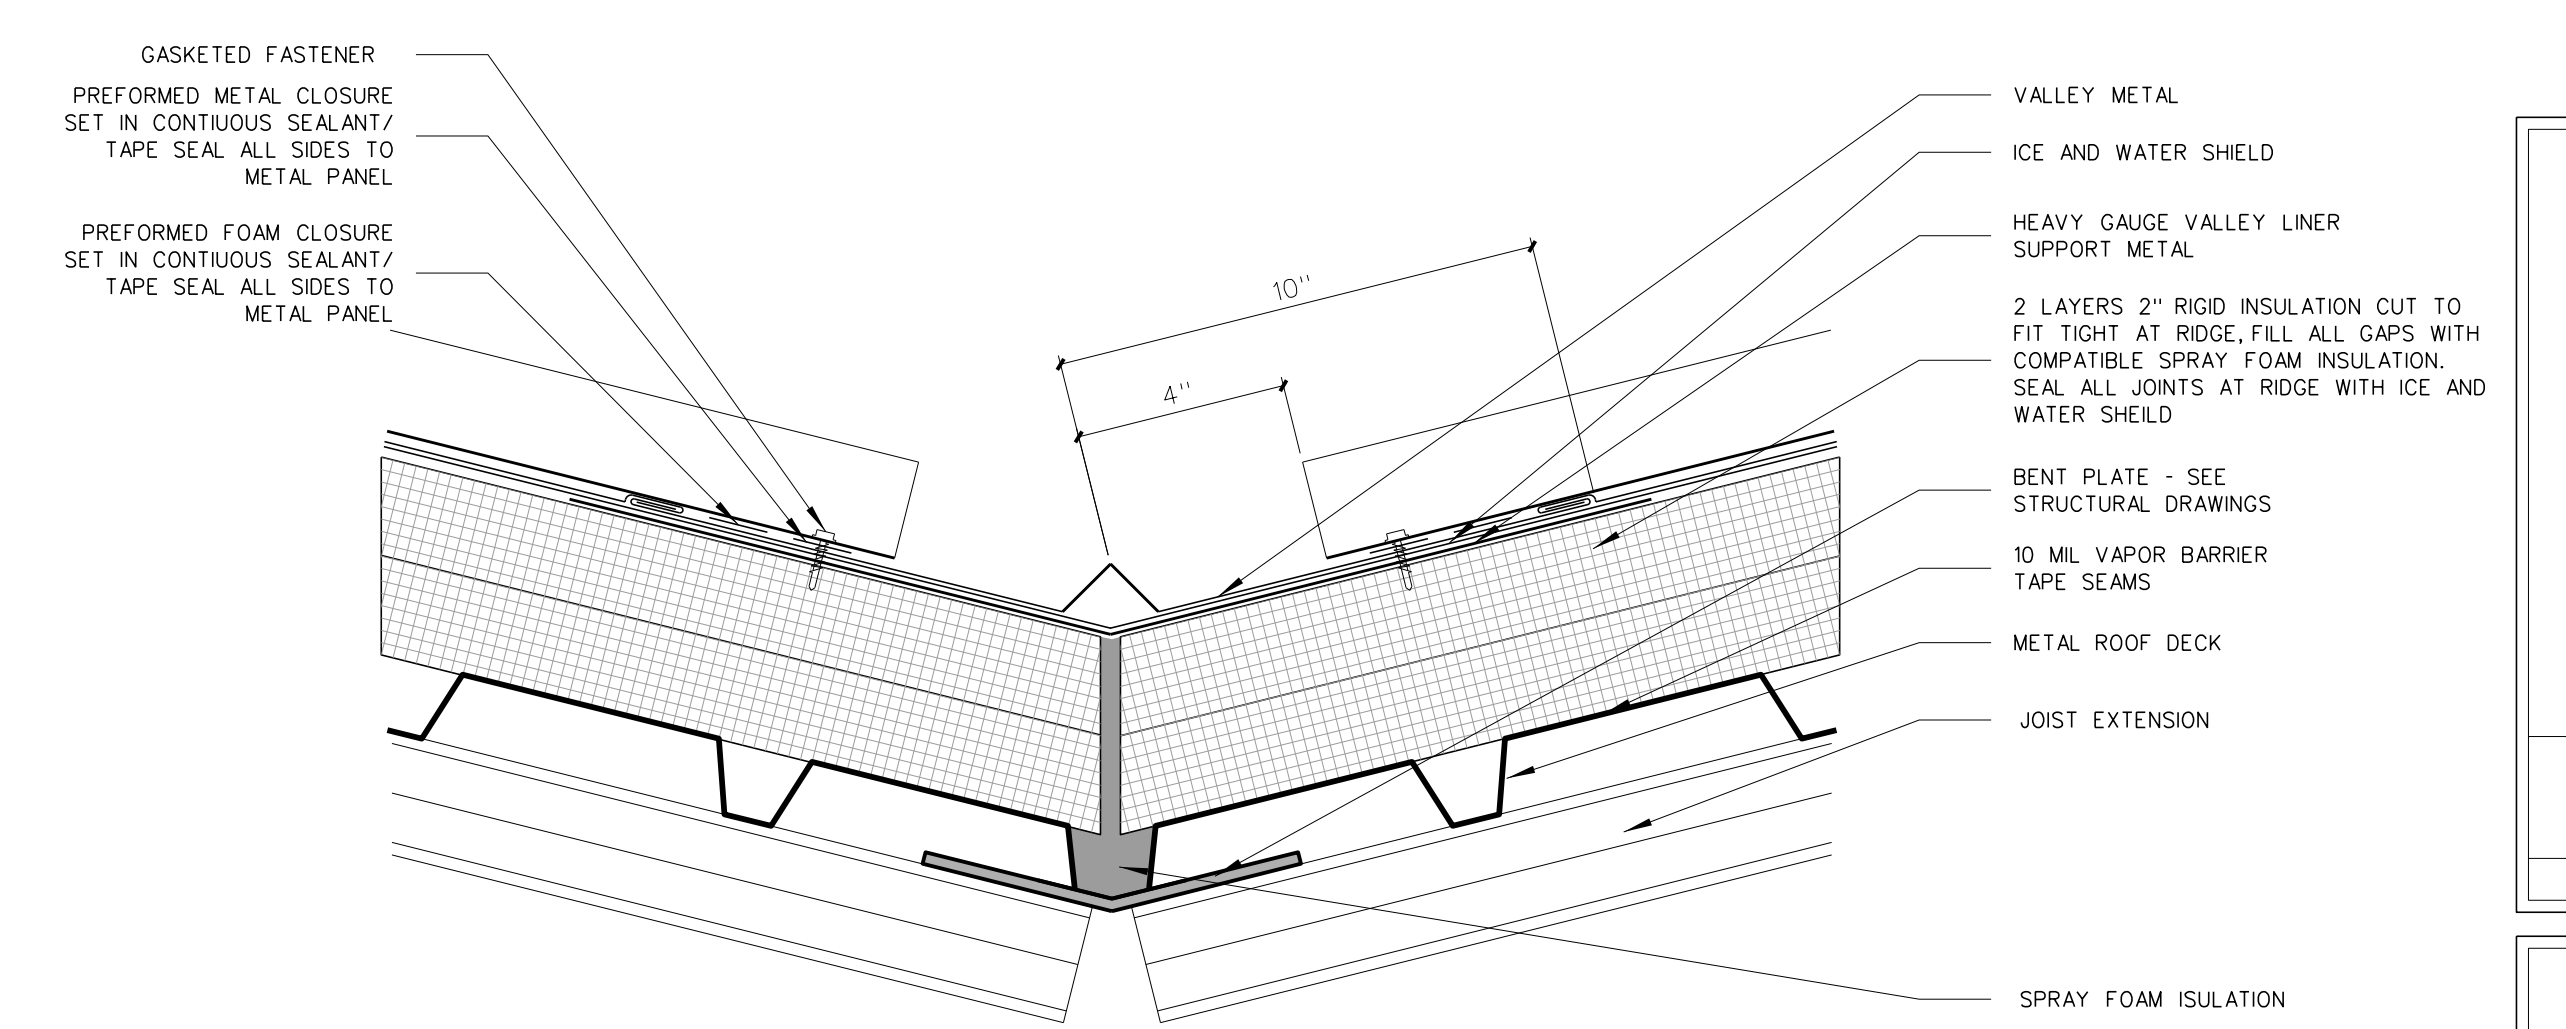 GASKETED FASTENER
PREFORMED METAL CLOSURE
SET IN CONTIUOUS SEALANT/
TAPE SEAL ALL SIDES TO
METAL PANEL
PREFORMED FOAM CLOSURE
SET IN CONTIUOUS SEALANT/
TAPE SEAL ALL SIDES TO
METAL PANEL
10"
4"
VALLEY METAL
ICE AND WATER SHIELD
HEAVY GAUGE VALLEY LINER
SUPPORT METAL
2 LAYERS 2" RIGID INSULATION CUT TO
FIT TIGHT AT RIDGE, FILL ALL GAPS WITH
COMPATIBLE SPRAY FOAM INSULATION.
SEAL ALL JOINTS AT RIDGE WITH ICE AND
WATER SHEILD
BENT PLATE - SEE
STRUCTURAL DRAWINGS
10 MIL VAPOR BARRIER
TAPE SEAMS
METAL ROOF DECK
JOIST EXTENSION
SPRAY FOAM ISULATION